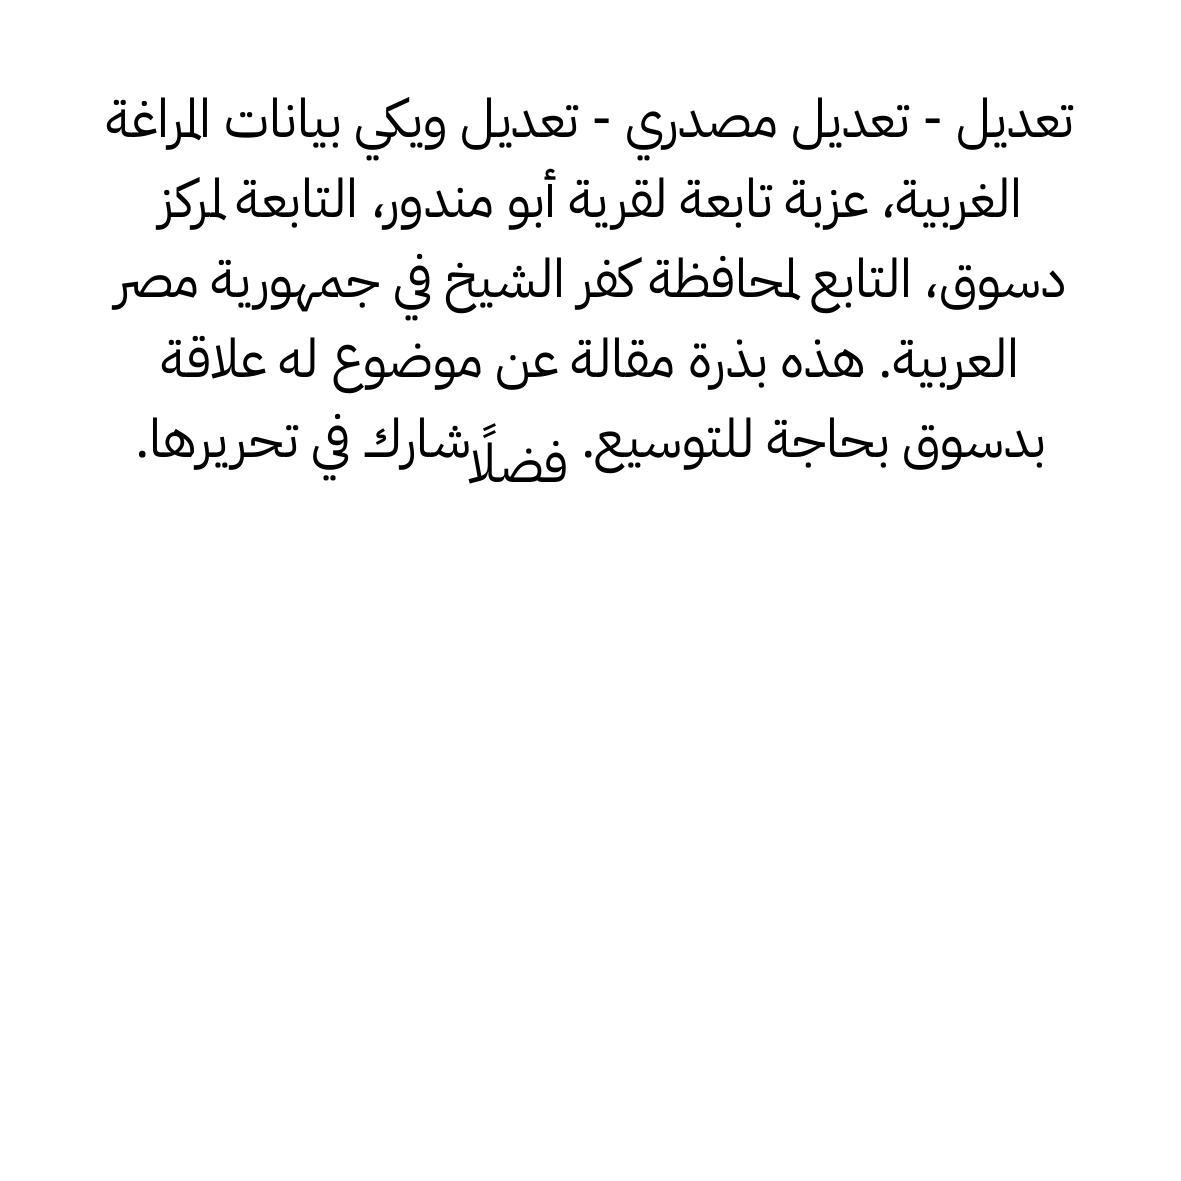 تعديل - تعديل مصدري - تعديل ويكي بيانات المراغة
الغربية، عزبة تابعة لقرية أبو مندور، التابعة لمركز
دسوق، التابع لمحافظة كفر الشيخ في جمهورية مصر
العربية. هذه بذرة مقالة عن موضوع له علاقة
بدسوق بحاجة للتوسيع. فضلًا شارك في تحريرها.